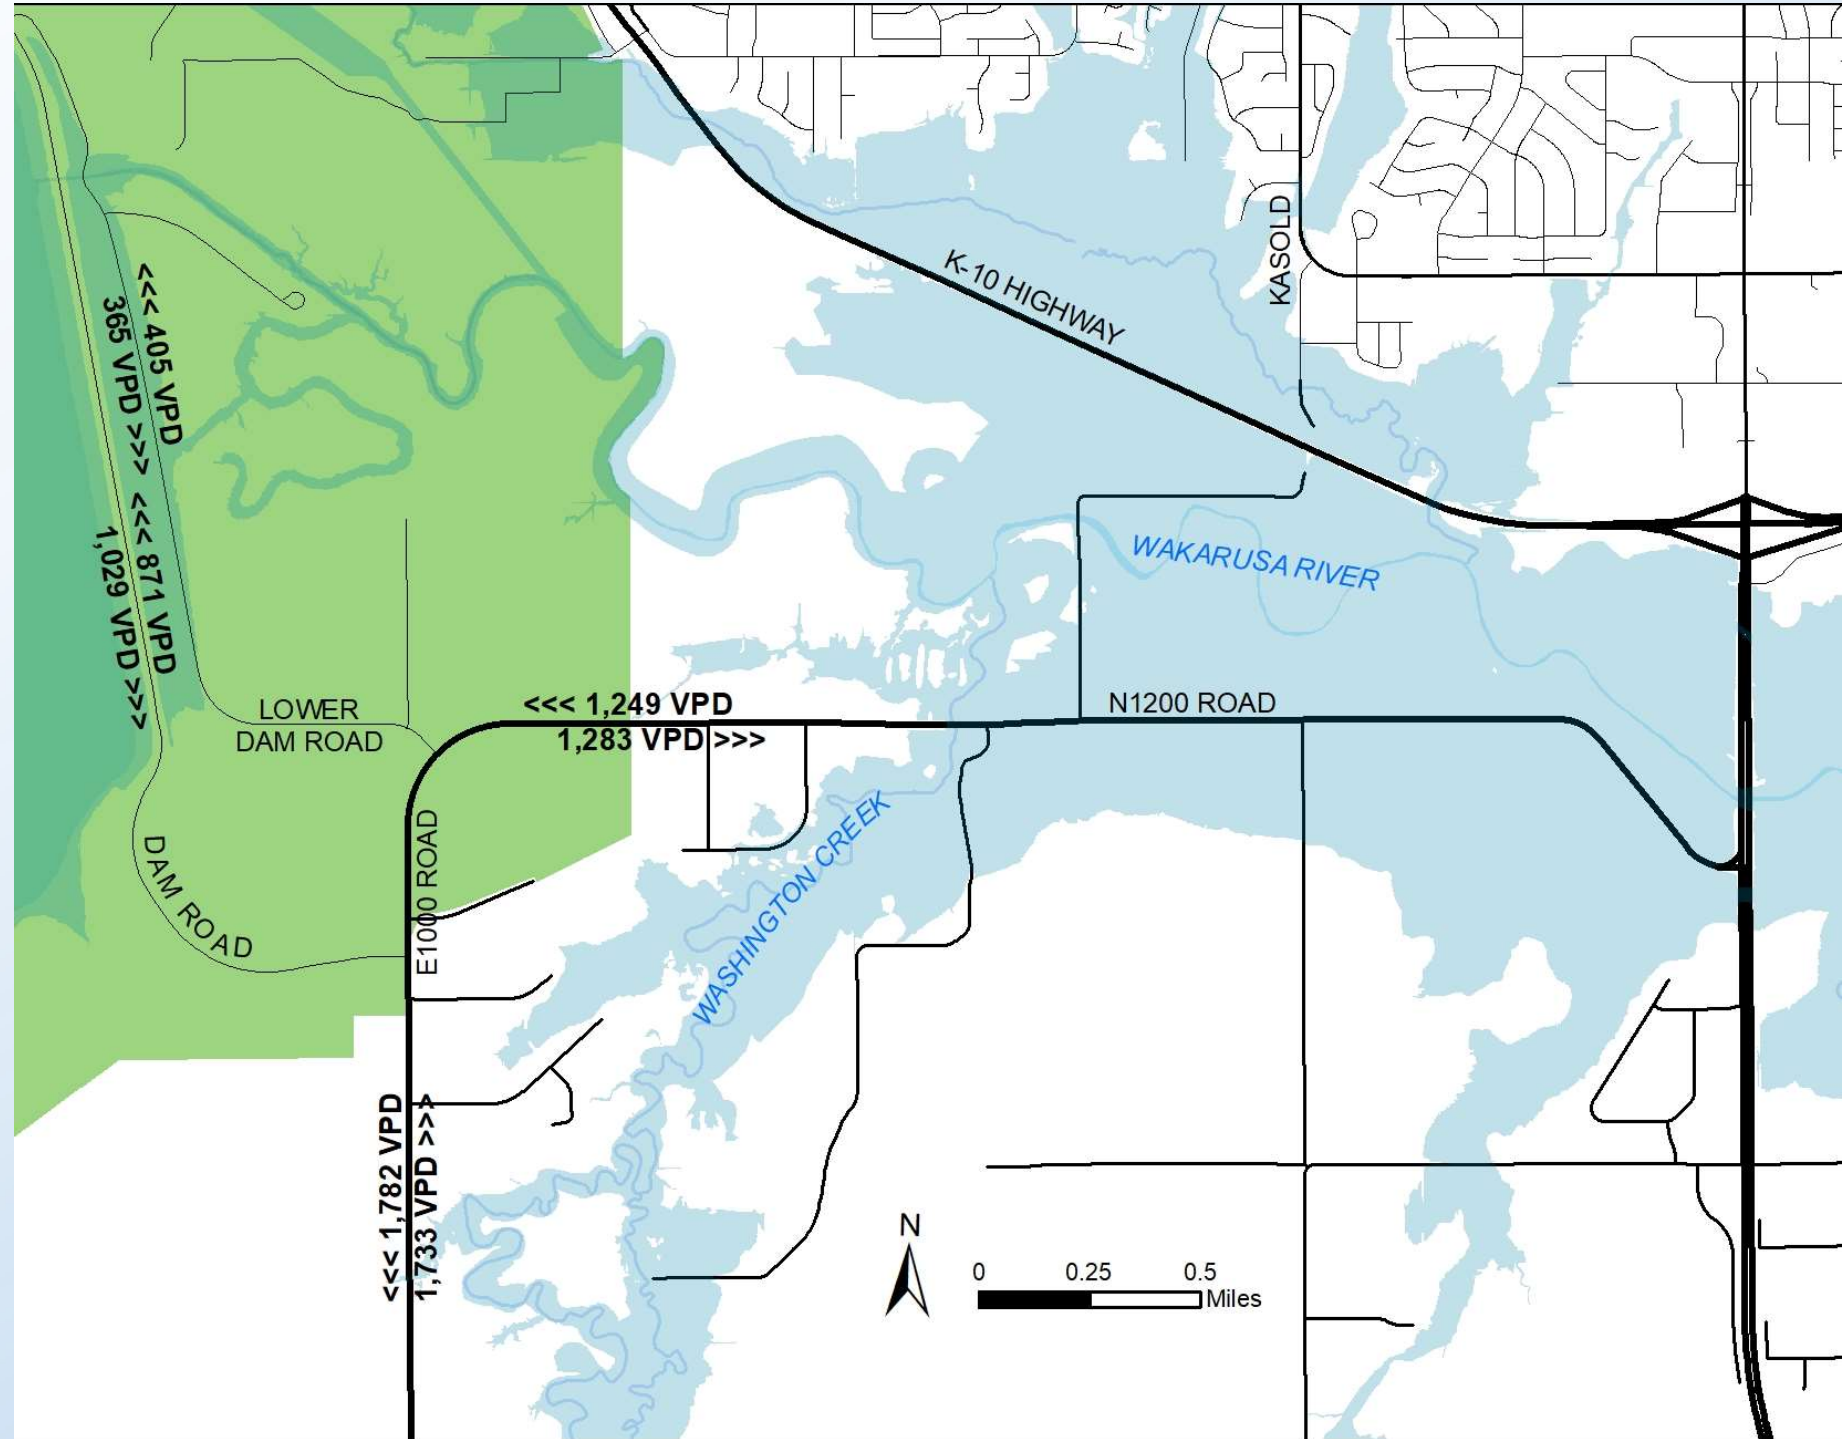 K-10 HIGHWAY
KASOLD
<<< 405 VPD
365 VPD >>>
<<< 871 VPD
1,029 VPD >>>
WAKARUSA RIVER
LOWER
DAM ROAD
<<< 1,249 VPD
1,283 VPD >>>
N1200 ROAD
DAM ROAD
E1000 ROAD
WASHINGTON CREEK
<<< 1,782 VPD
1,733 VPD >>>
N
0 0.25 0.5
Miles